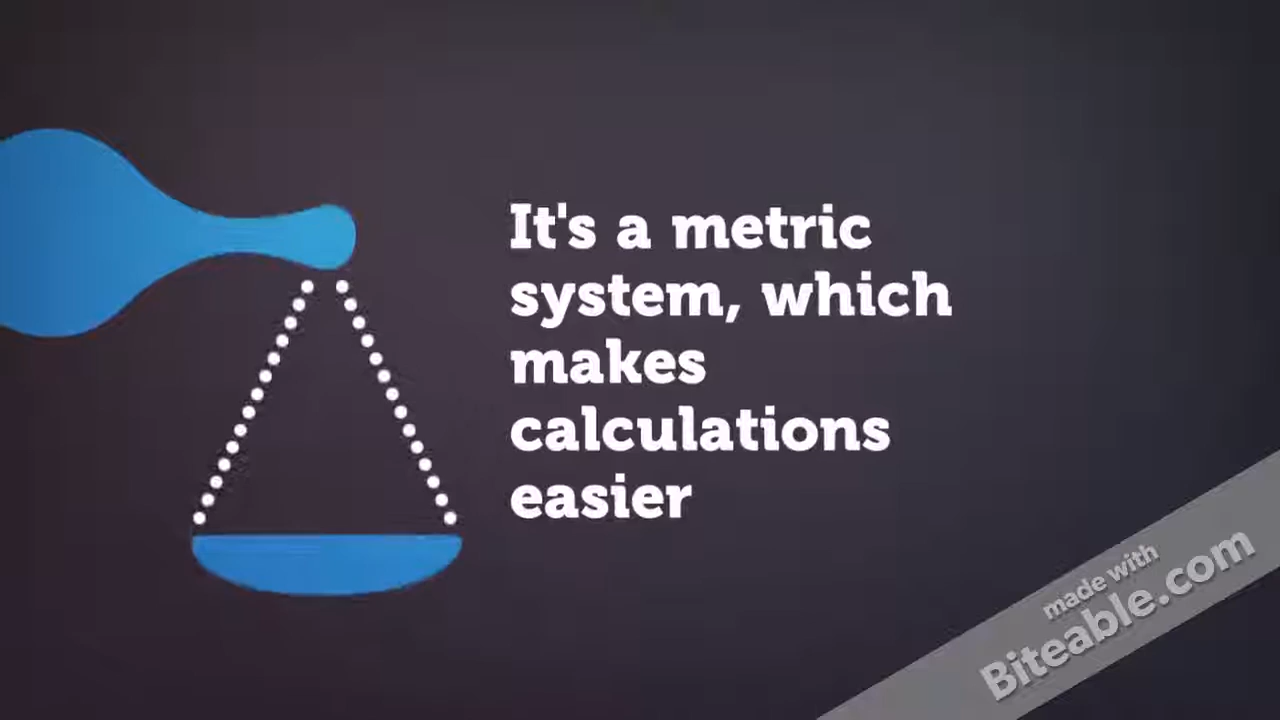 It's a metric
system, which
makes
calculations
easier
made with
Biteable.com